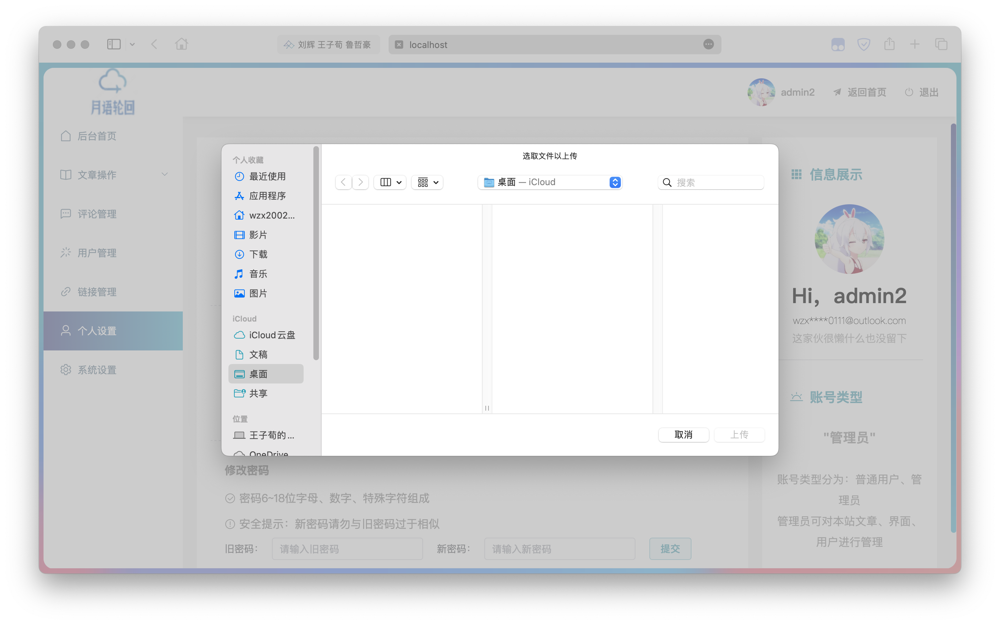 刘辉 王子荀 鲁哲豪
localhost
月语轮回
admin2
返回首页
退出
后台首页
文章操作
评论管理
用户管理
链接管理
个人设置
系统设置
选取文件以上传
个人收藏
最近使用
应用程序
wzx2002...
影片
下载
音乐
图片
iCloud
iCloud云盘
文稿
桌面
共享
位置
王子荀的...
OneDrive
桌面 — iCloud
搜索
取消
上传
修改密码
密码6~18位字母、数字、特殊字符组成
安全提示：新密码请勿与旧密码过于相似
旧密码：
请输入旧密码
新密码：
请输入新密码
提交
信息展示
Hi，admin2
wzx****0111@outlook.com
这家伙很懒什么也没留下
账号类型
"管理员"
账号类型分为：普通用户、管
理员
管理员可对本站文章、界面、
用户进行管理